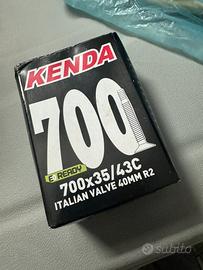 KENDA
700
E READY
700x35/43C
ITALIAN VALVE 40MM R2
subito